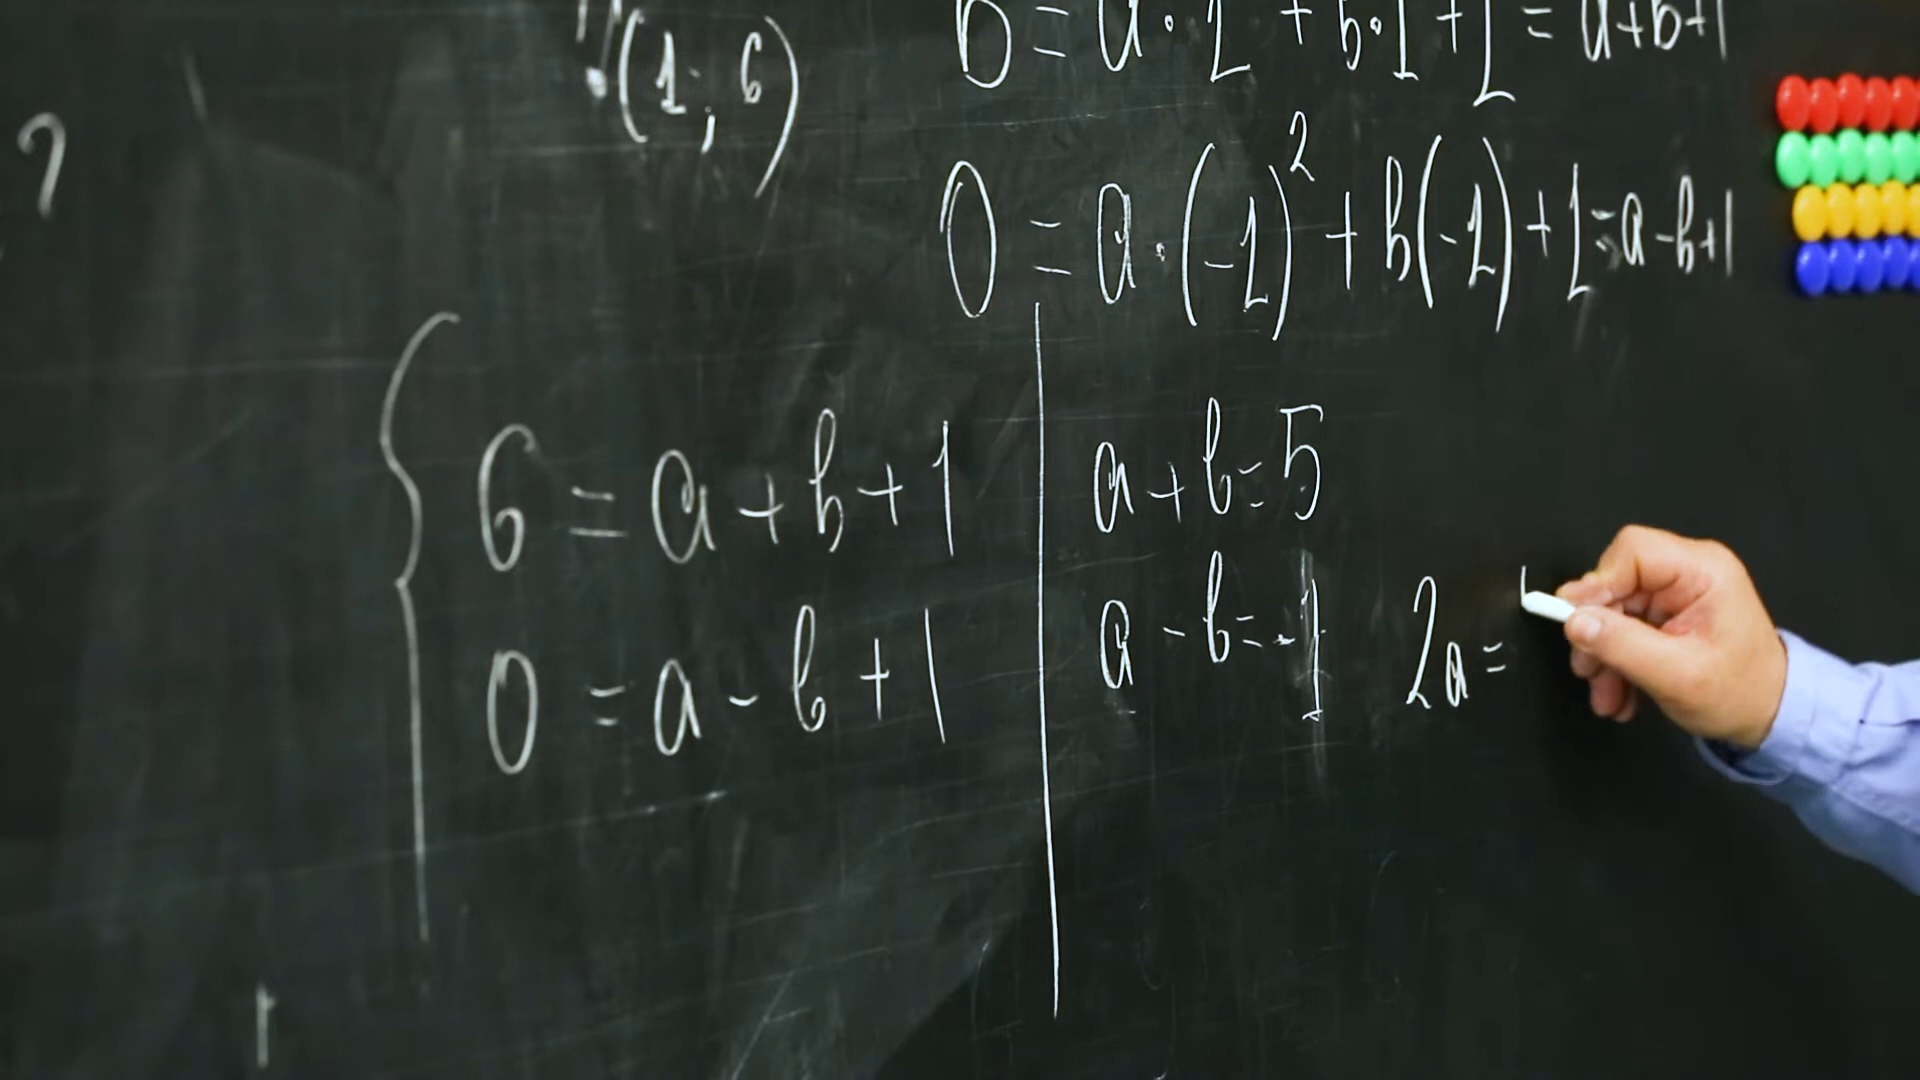 (1; 6)
6 = a·1 + b·1 + 1 = a+b+1
0 = a·(-1)² + b(-1) + 1 = a-b+1
6 = a + b + 1
0 = a - b + 1
a + b = 5
a - b = -1
2a =